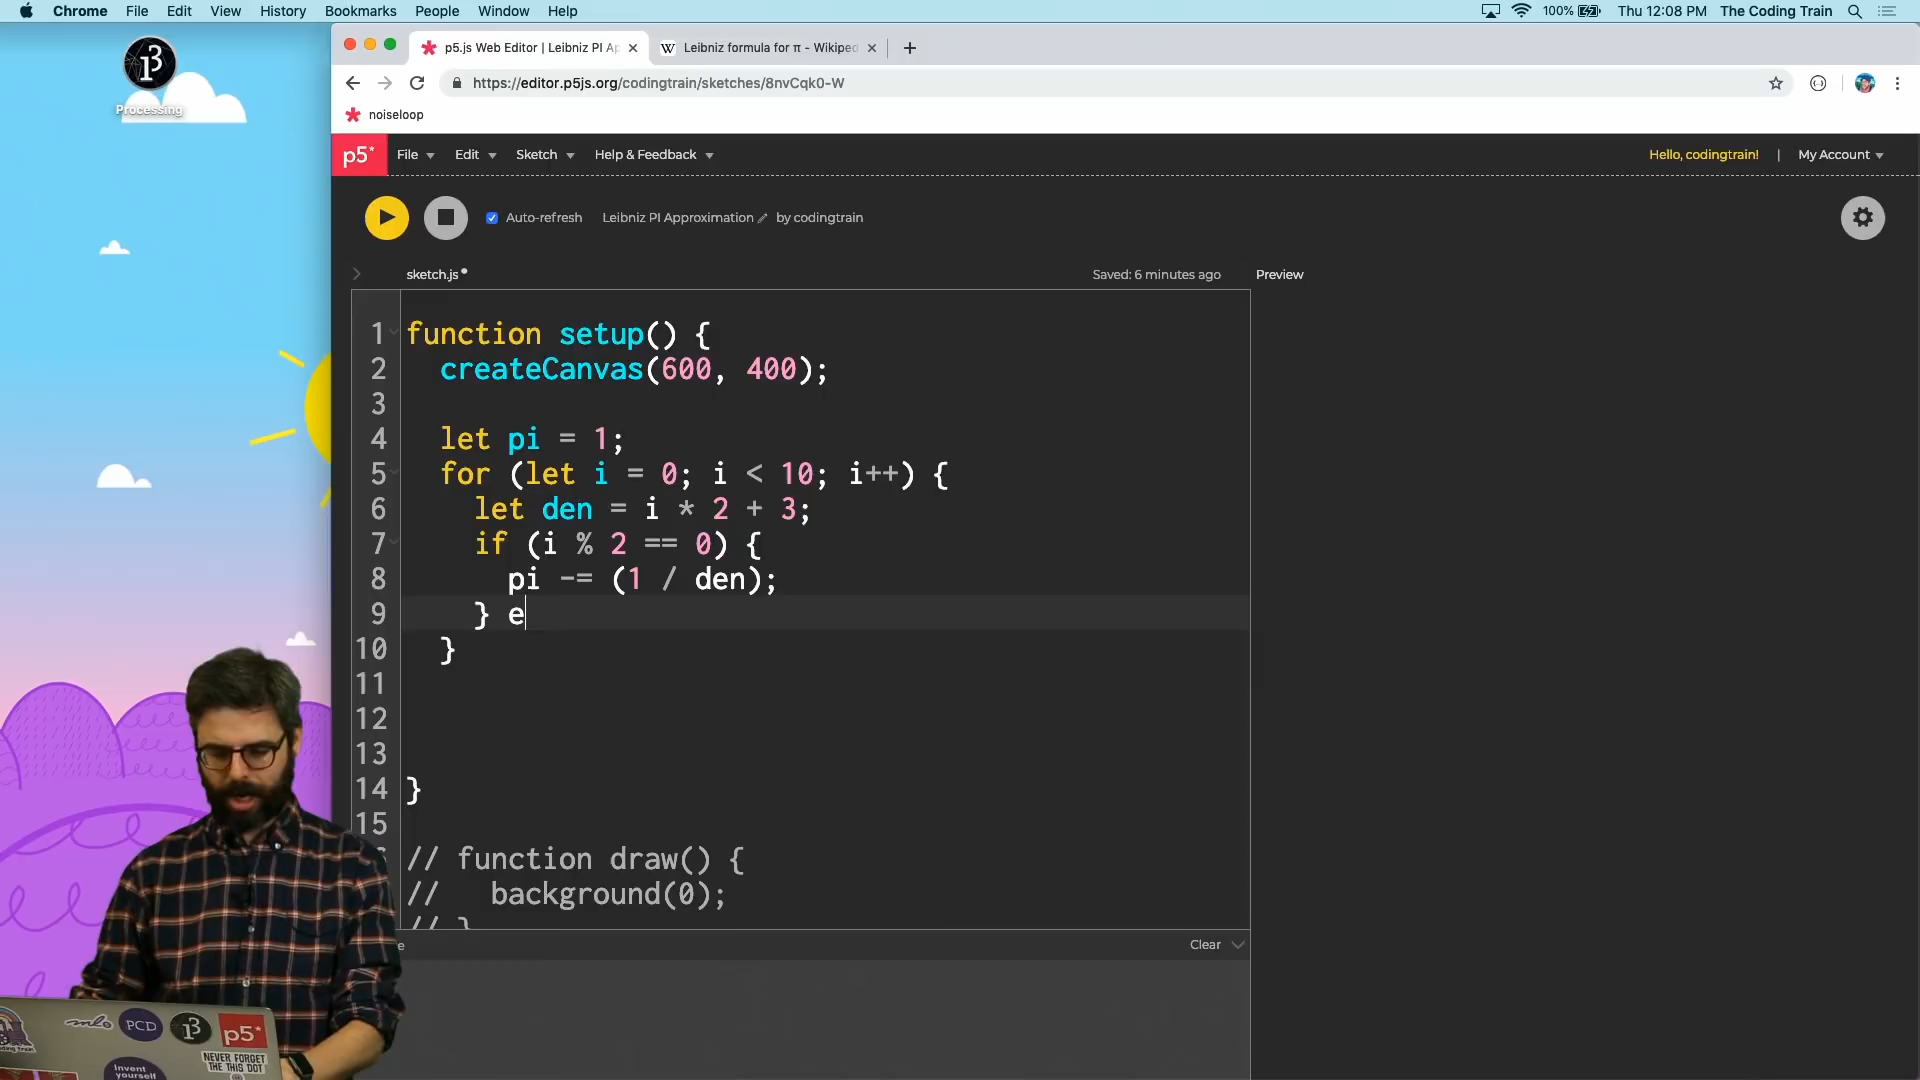 Chrome File Edit View History Bookmarks People Window Help 100% Thu 12:08 PM The Coding Train
Processing
p5.js Web Editor | Leibniz PI Ap
W Leibniz formula for π - Wikiped
https://editor.p5js.org/codingtrain/sketches/8nvCqk0-W
noiseloop
p5* File Edit Sketch Help & Feedback Hello, codingtrain! | My Account
Auto-refresh Leibniz PI Approximation by codingtrain
sketch.js Saved: 6 minutes ago Preview
1 function setup() {
2 createCanvas(600, 400);
3
4 let pi = 1;
5 for (let i = 0; i < 10; i++) {
6 let den = i * 2 + 3;
7 if (i % 2 == 0) {
8 pi -= (1 / den);
9 } e
10 }
11
12
13
14 }
15
// function draw() {
// background(0);
// }
e Clear
mlo PCD p5*
NEVER FORGET
THE THIS DOT
Invent
yourself